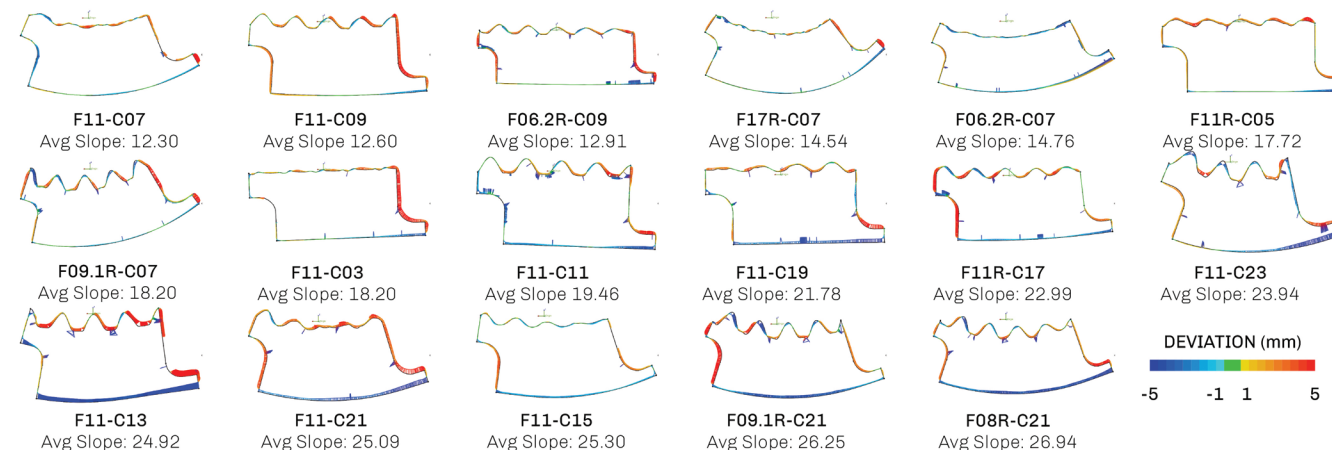 F11-C07
Avg Slope: 12.30
F11-C09
Avg Slope 12.60
F06.2R-C09
Avg Slope: 12.91
F17R-C07
Avg Slope: 14.54
F06.2R-C07
Avg Slope: 14.76
F11R-C05
Avg Slope: 17.72
F09.1R-C07
Avg Slope: 18.20
F11-C03
Avg Slope: 18.20
F11-C11
Avg Slope 19.46
F11-C19
Avg Slope: 21.78
F11R-C17
Avg Slope: 22.99
F11-C23
Avg Slope: 23.94
F11-C13
Avg Slope: 24.92
F11-C21
Avg Slope: 25.09
F11-C15
Avg Slope: 25.30
F09.1R-C21
Avg Slope: 26.25
F08R-C21
Avg Slope: 26.94
DEVIATION (mm)
-5 -1 1 5